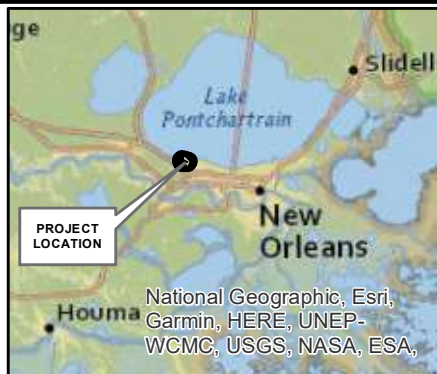 ge
Slidell
Lake
Pontchartrain
PROJECT
LOCATION
New
Orleans
Houma
National Geographic, Esri,
Garmin, HERE, UNEP-
WCMC, USGS, NASA, ESA,